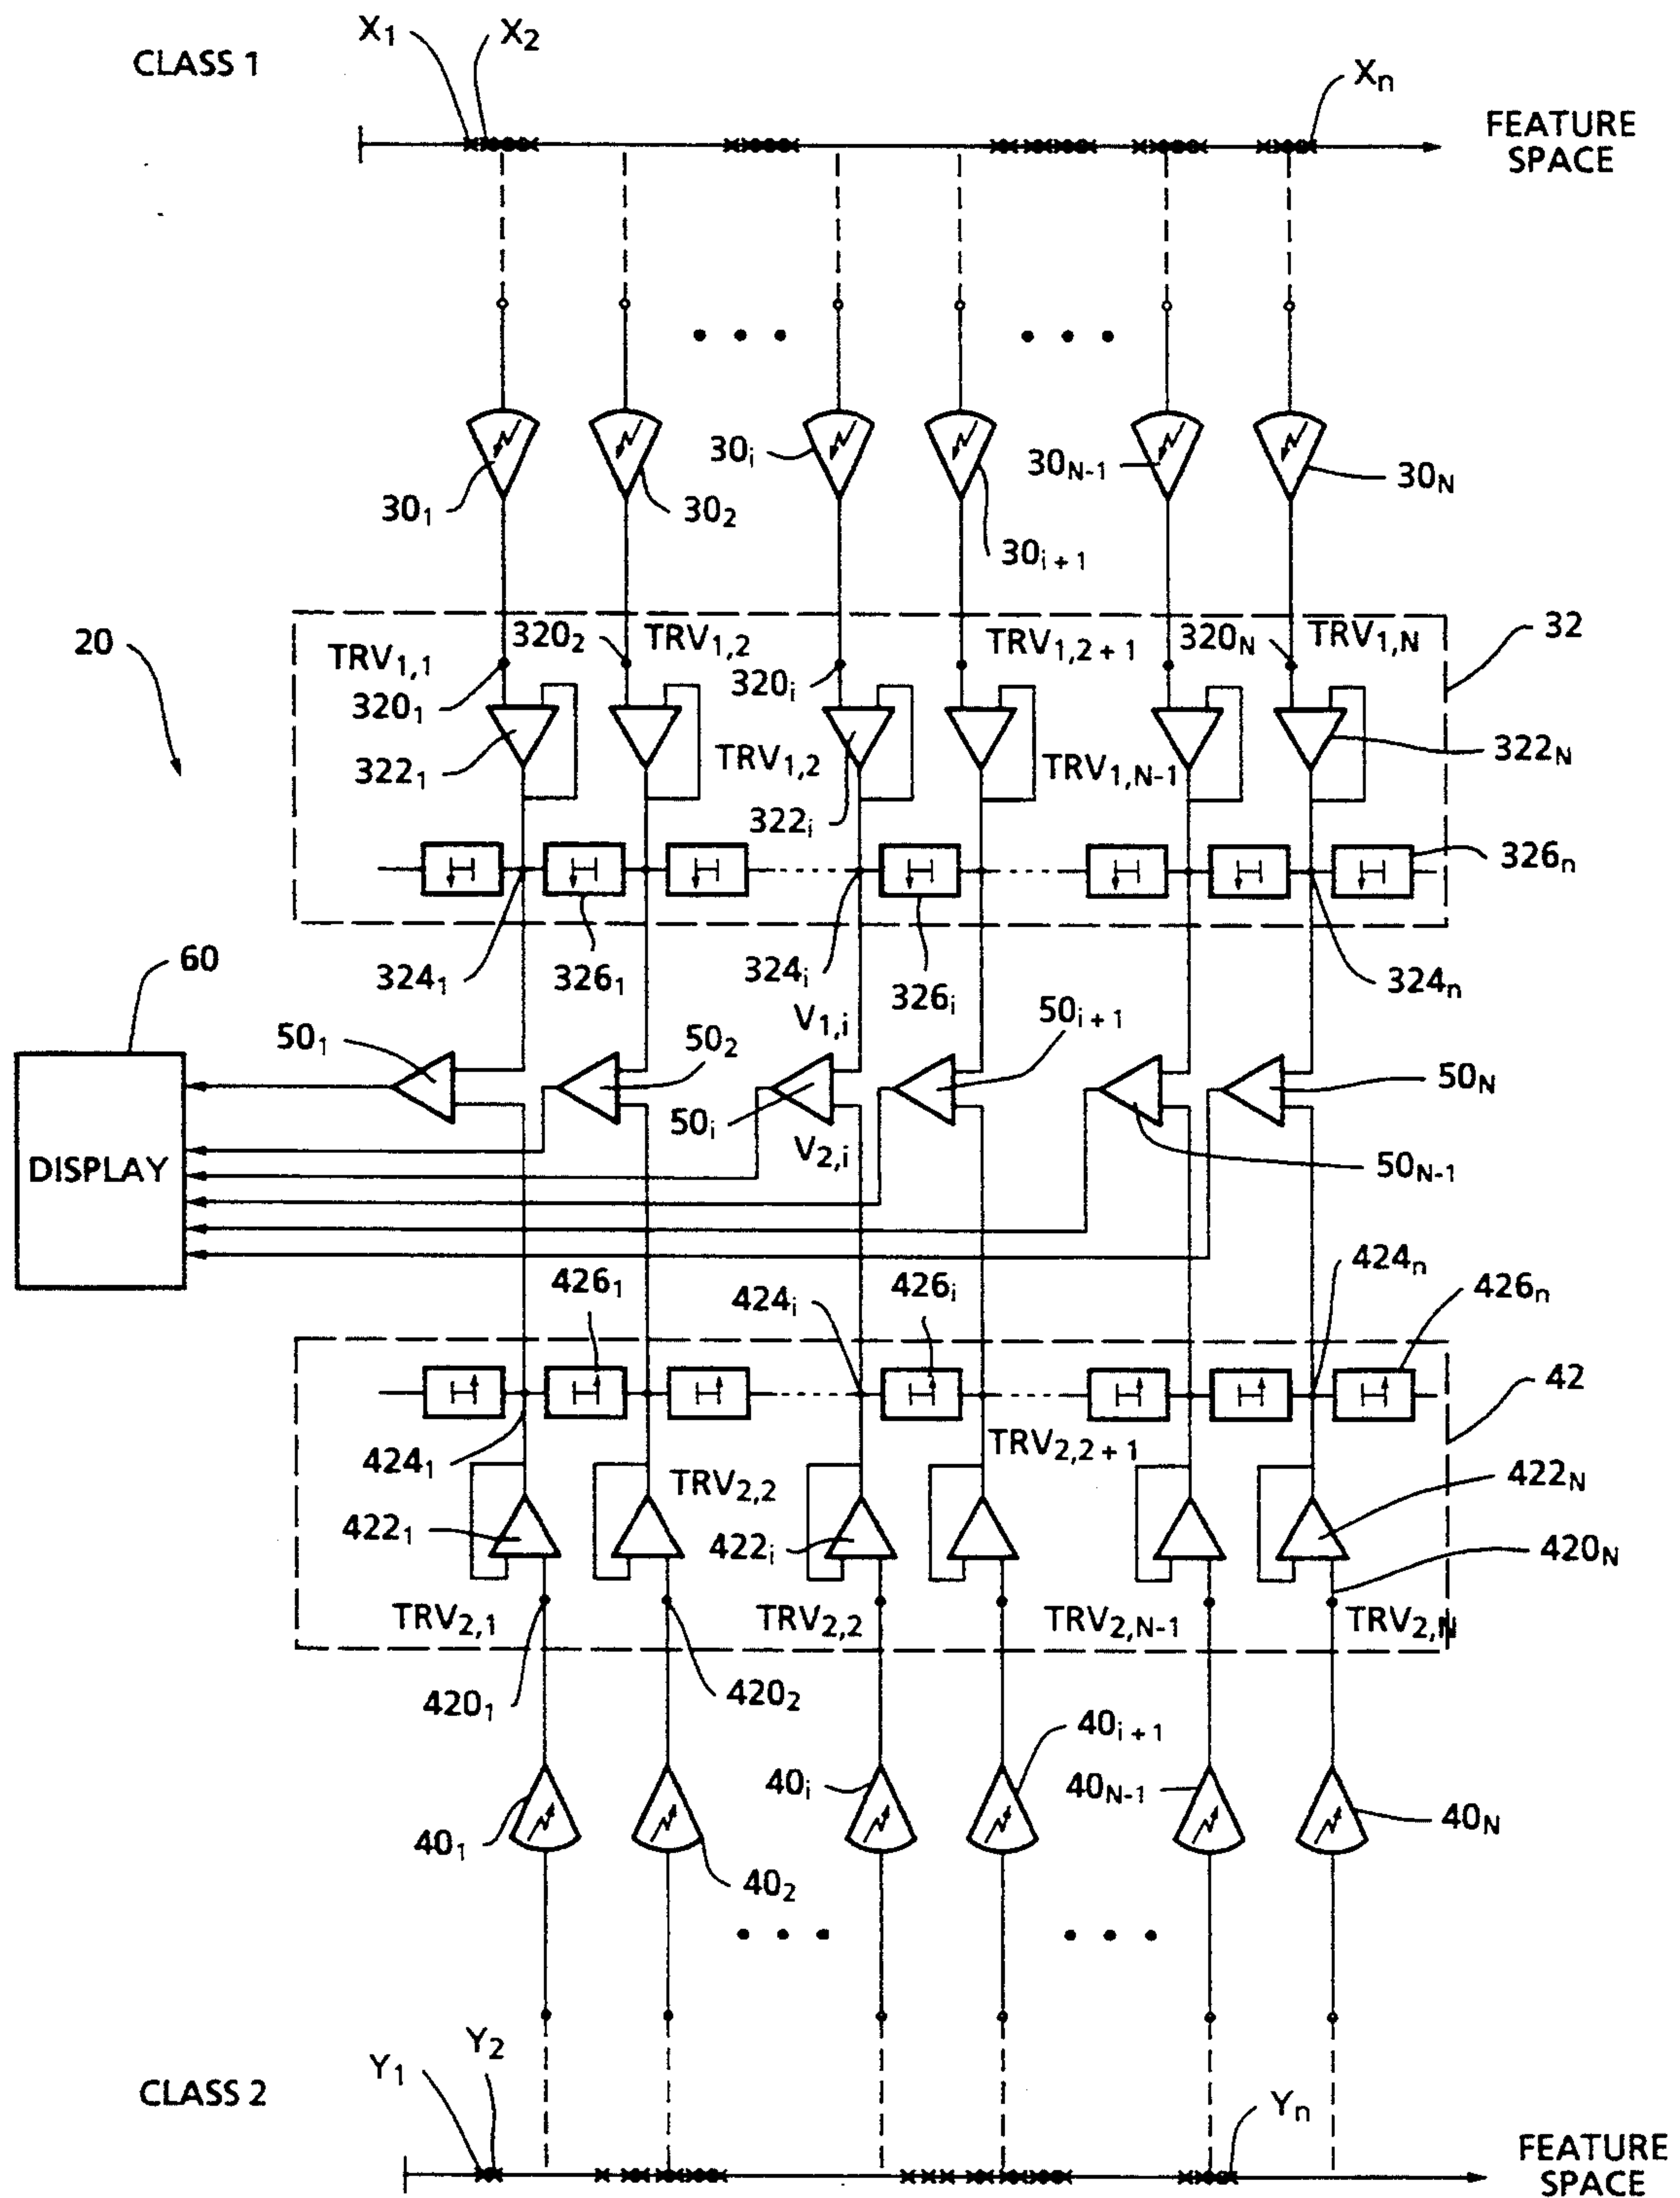 X1 X2
CLASS 1
Xn
FEATURE
SPACE
30i
30N-1
30N
301
302
30i + 1
20
TRV1,1
3202
TRV1,2
TRV1,2 + 1
320N
TRV1,N
32
3201
320i
3221
TRV1,2
TRV1,N-1
322N
322i
326n
60
3241
3261
324i
326i
324n
V1,i
501
502
50i + 1
50N
50i
DISPLAY
V2,i
50N-1
4261
424i
426i
424n
426n
42
4241
TRV2,2 + 1
TRV2,2
422N
4221
422i
420N
TRV2,1
TRV2,2
TRV2,N-1
TRV2,N
4201
4202
40i + 1
40i
40N-1
40N
401
402
Y2
Y1
CLASS 2
Yn
FEATURE
SPACE